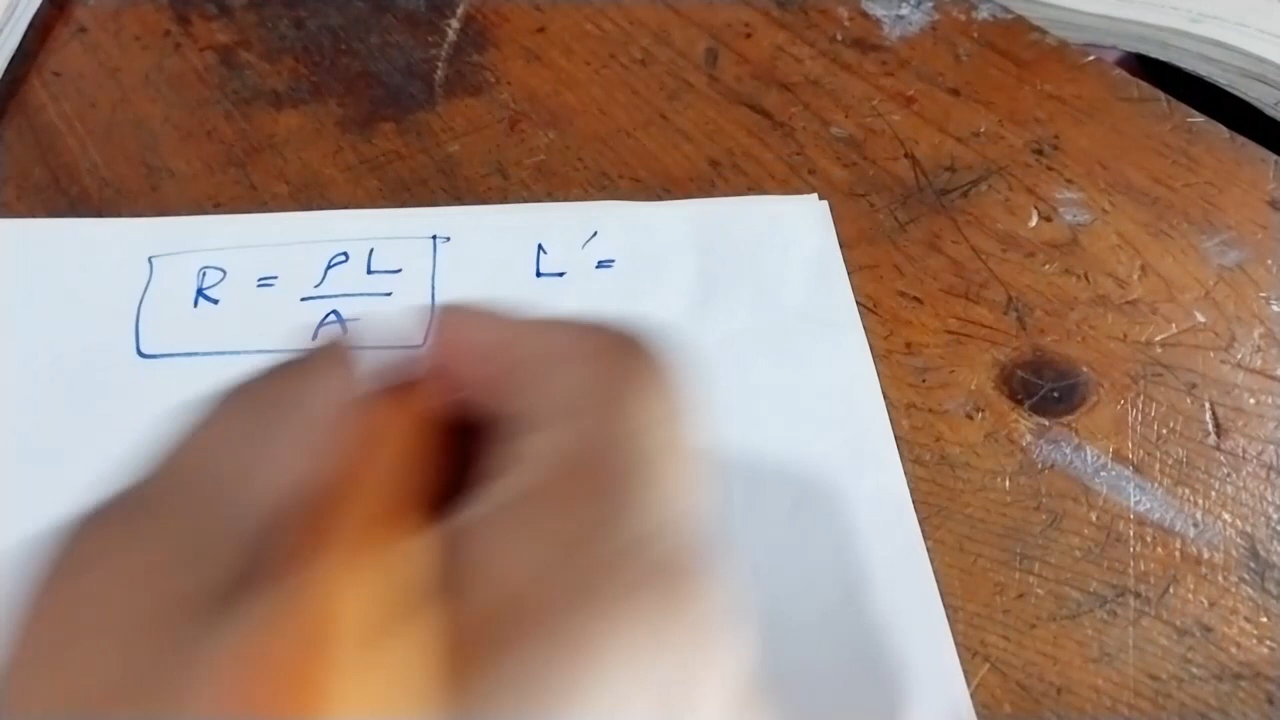 R = ρL/A
L′ =